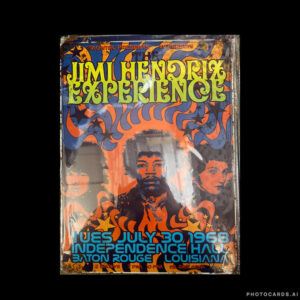 JIMI HENDRIX
EXPERIENCE
TUES JULY 30 1968
INDEPENDENCE HALL
BATON ROUGE LOUISIANA
PHOTOCARDS.AI